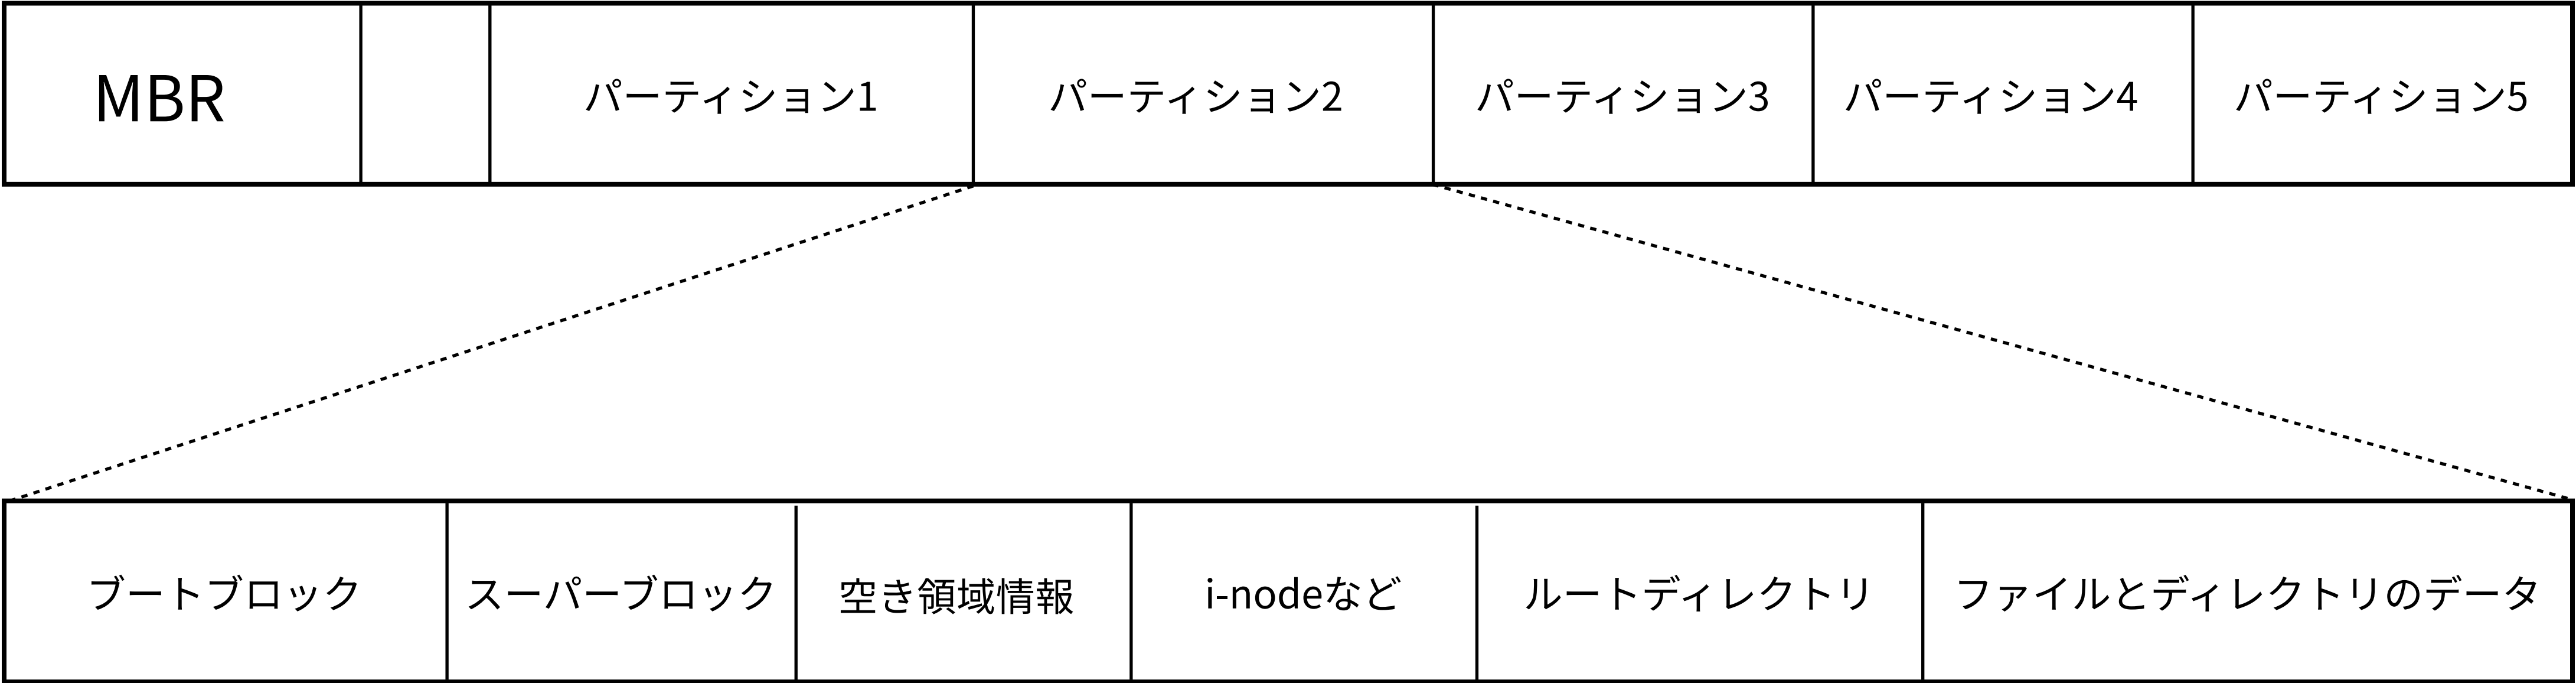 MBR
パーティション1
パーティション2
パーティション3
パーティション4
パーティション5
ブートブロック
スーパーブロック
空き領域情報
i-nodeなど
ルートディレクトリ
ファイルとディレクトリのデータ